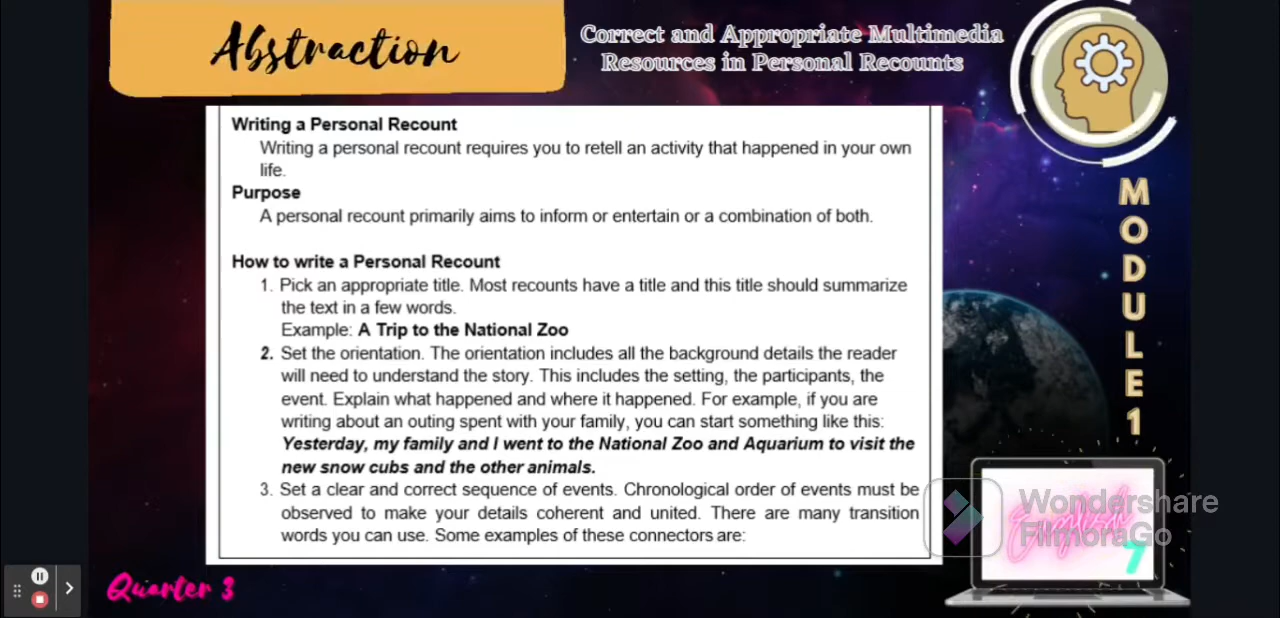 Abstraction
Correct and Appropriate Multimedia
Resources in Personal Recounts
Writing a Personal Recount
Writing a personal recount requires you to retell an activity that happened in your own
life.
Purpose
A personal recount primarily aims to inform or entertain or a combination of both.
How to write a Personal Recount
1. Pick an appropriate title. Most recounts have a title and this title should summarize
the text in a few words.
Example: A Trip to the National Zoo
2. Set the orientation. The orientation includes all the background details the reader
will need to understand the story. This includes the setting, the participants, the
event. Explain what happened and where it happened. For example, if you are
writing about an outing spent with your family, you can start something like this:
Yesterday, my family and I went to the National Zoo and Aquarium to visit the
new snow cubs and the other animals.
3. Set a clear and correct sequence of events. Chronological order of events must be
observed to make your details coherent and united. There are many transition
words you can use. Some examples of these connectors are:
MODULE 1
Wondershare
FilmoraGo
English
7
Quarter 3